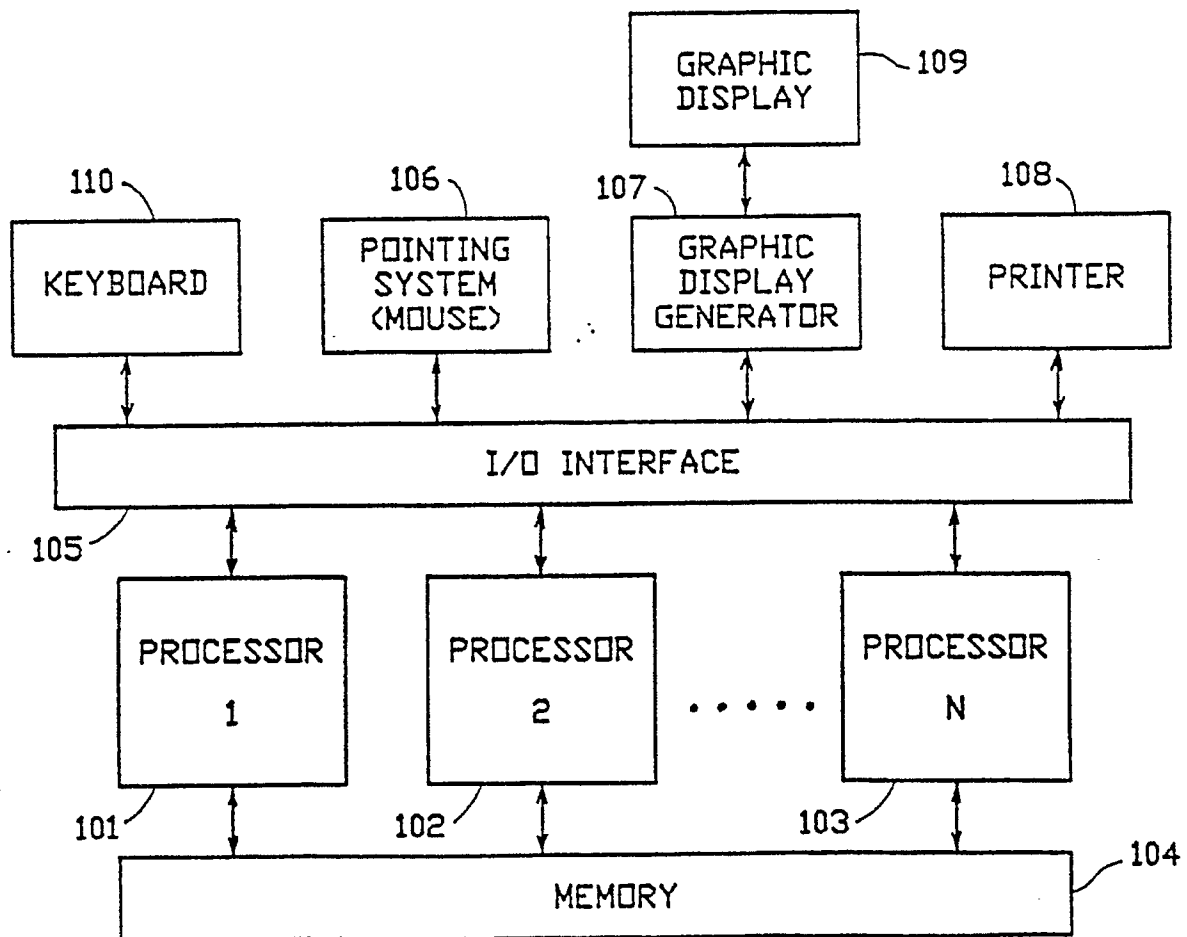 GRAPHIC
DISPLAY
109
110
106
107
108
KEYBOARD
POINTING
SYSTEM
(MOUSE)
GRAPHIC
DISPLAY
GENERATOR
PRINTER
I/O INTERFACE
105
PROCESSOR
1
PROCESSOR
2
PROCESSOR
N
101
102
103
104
MEMORY